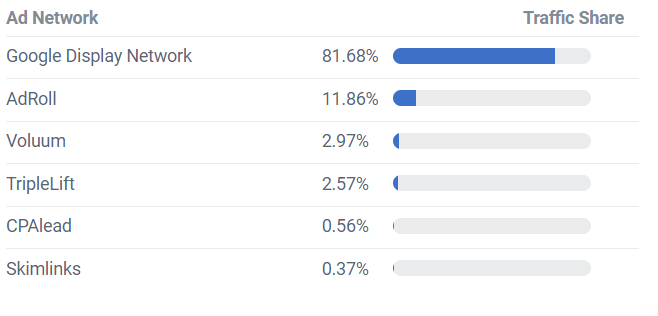 Ad Network Traffic Share
Google Display Network 81.68%
AdRoll 11.86%
Voluum 2.97%
TripleLift 2.57%
CPAlead 0.56%
Skimlinks 0.37%